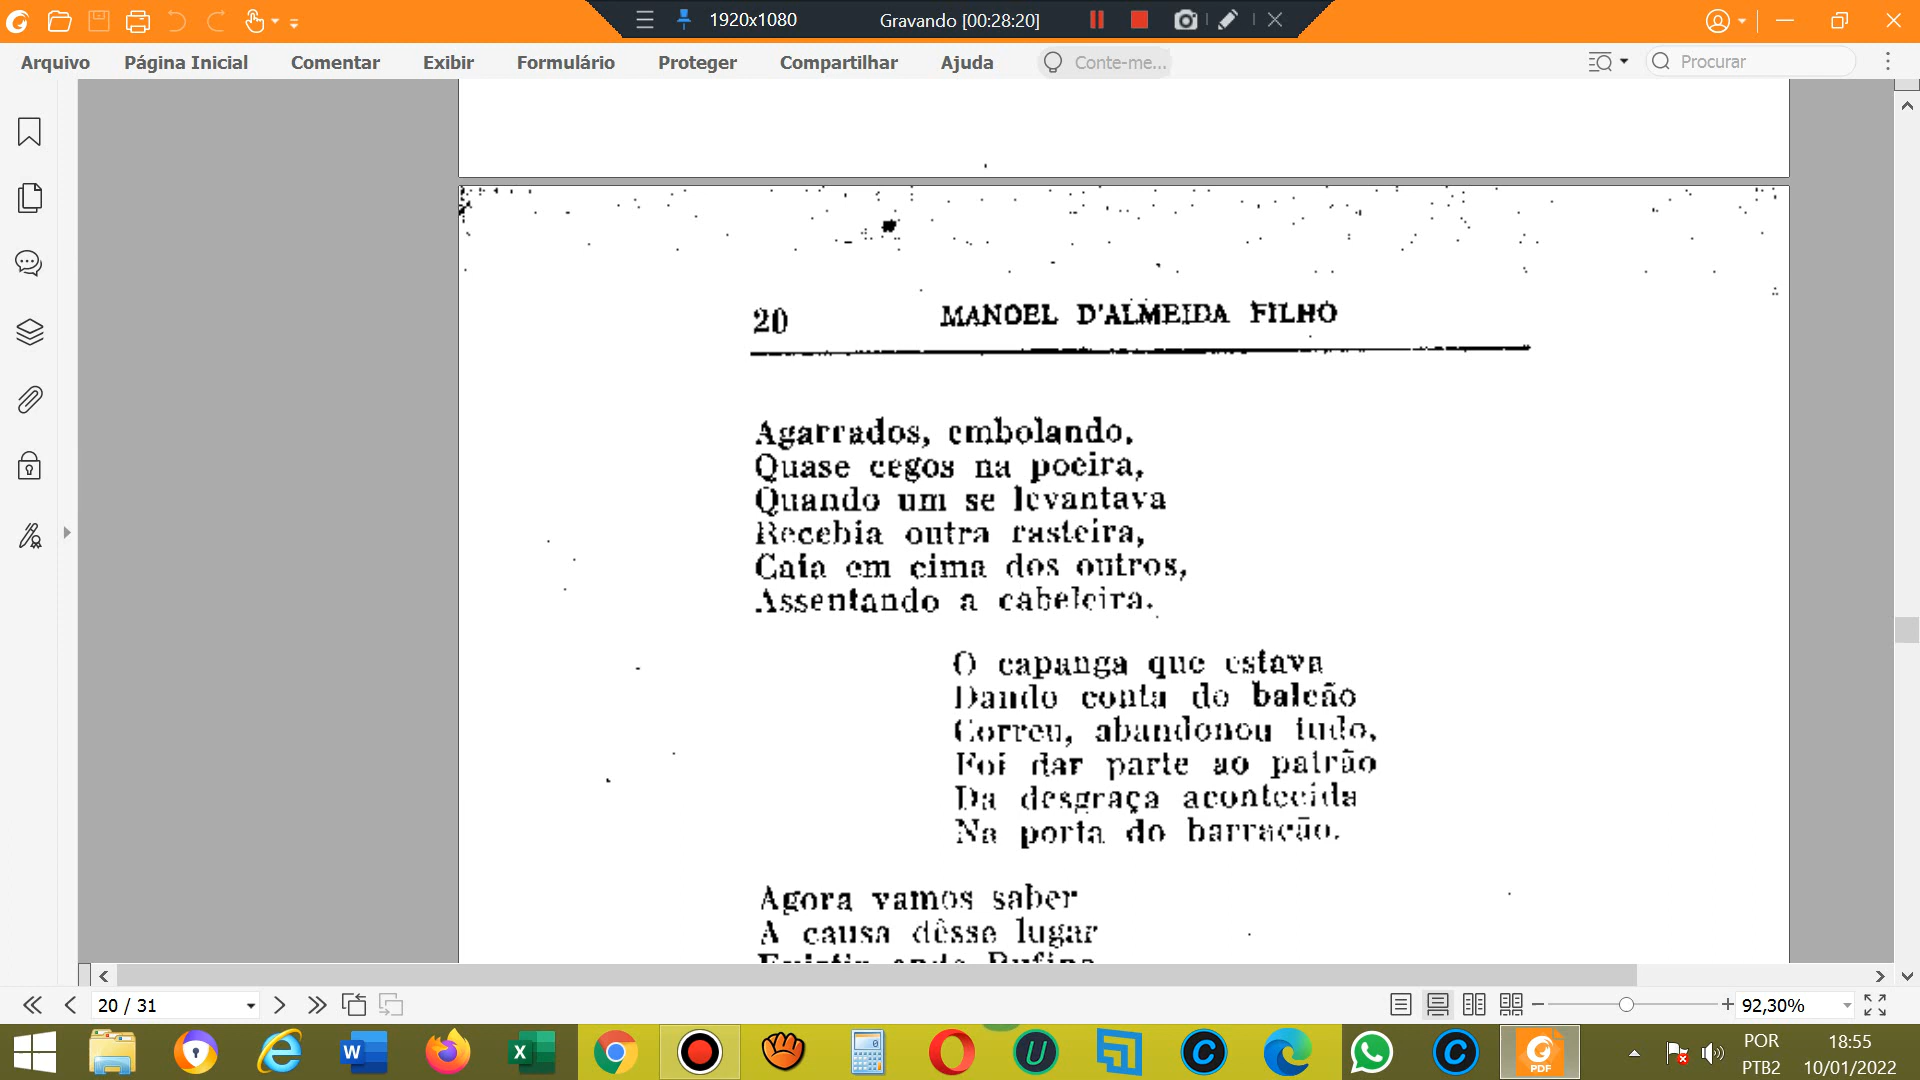 1920x1080
Gravando [00:28:20]
Arquivo
Página Inicial
Comentar
Exibir
Formulário
Proteger
Compartilhar
Ajuda
Conte-me...
Procurar
20 MANOEL D'ALMEIDA FILHO
Agarrados, embolando,
Quase cegos na poeira,
Quando um se levantava
Recebia outra rasteira,
Caía em cima dos outros,
Assentando a cabeleira.
O capanga que estava
Dando conta do balcão
Correu, abandonou tudo,
Foi dar parte ao patrão
Da desgraça acontecida
Na porta do barracão.
Agora vamos saber
A causa dêsse lugar
20 / 31
92,30%
PDF
POR
PTB2
18:55
10/01/2022